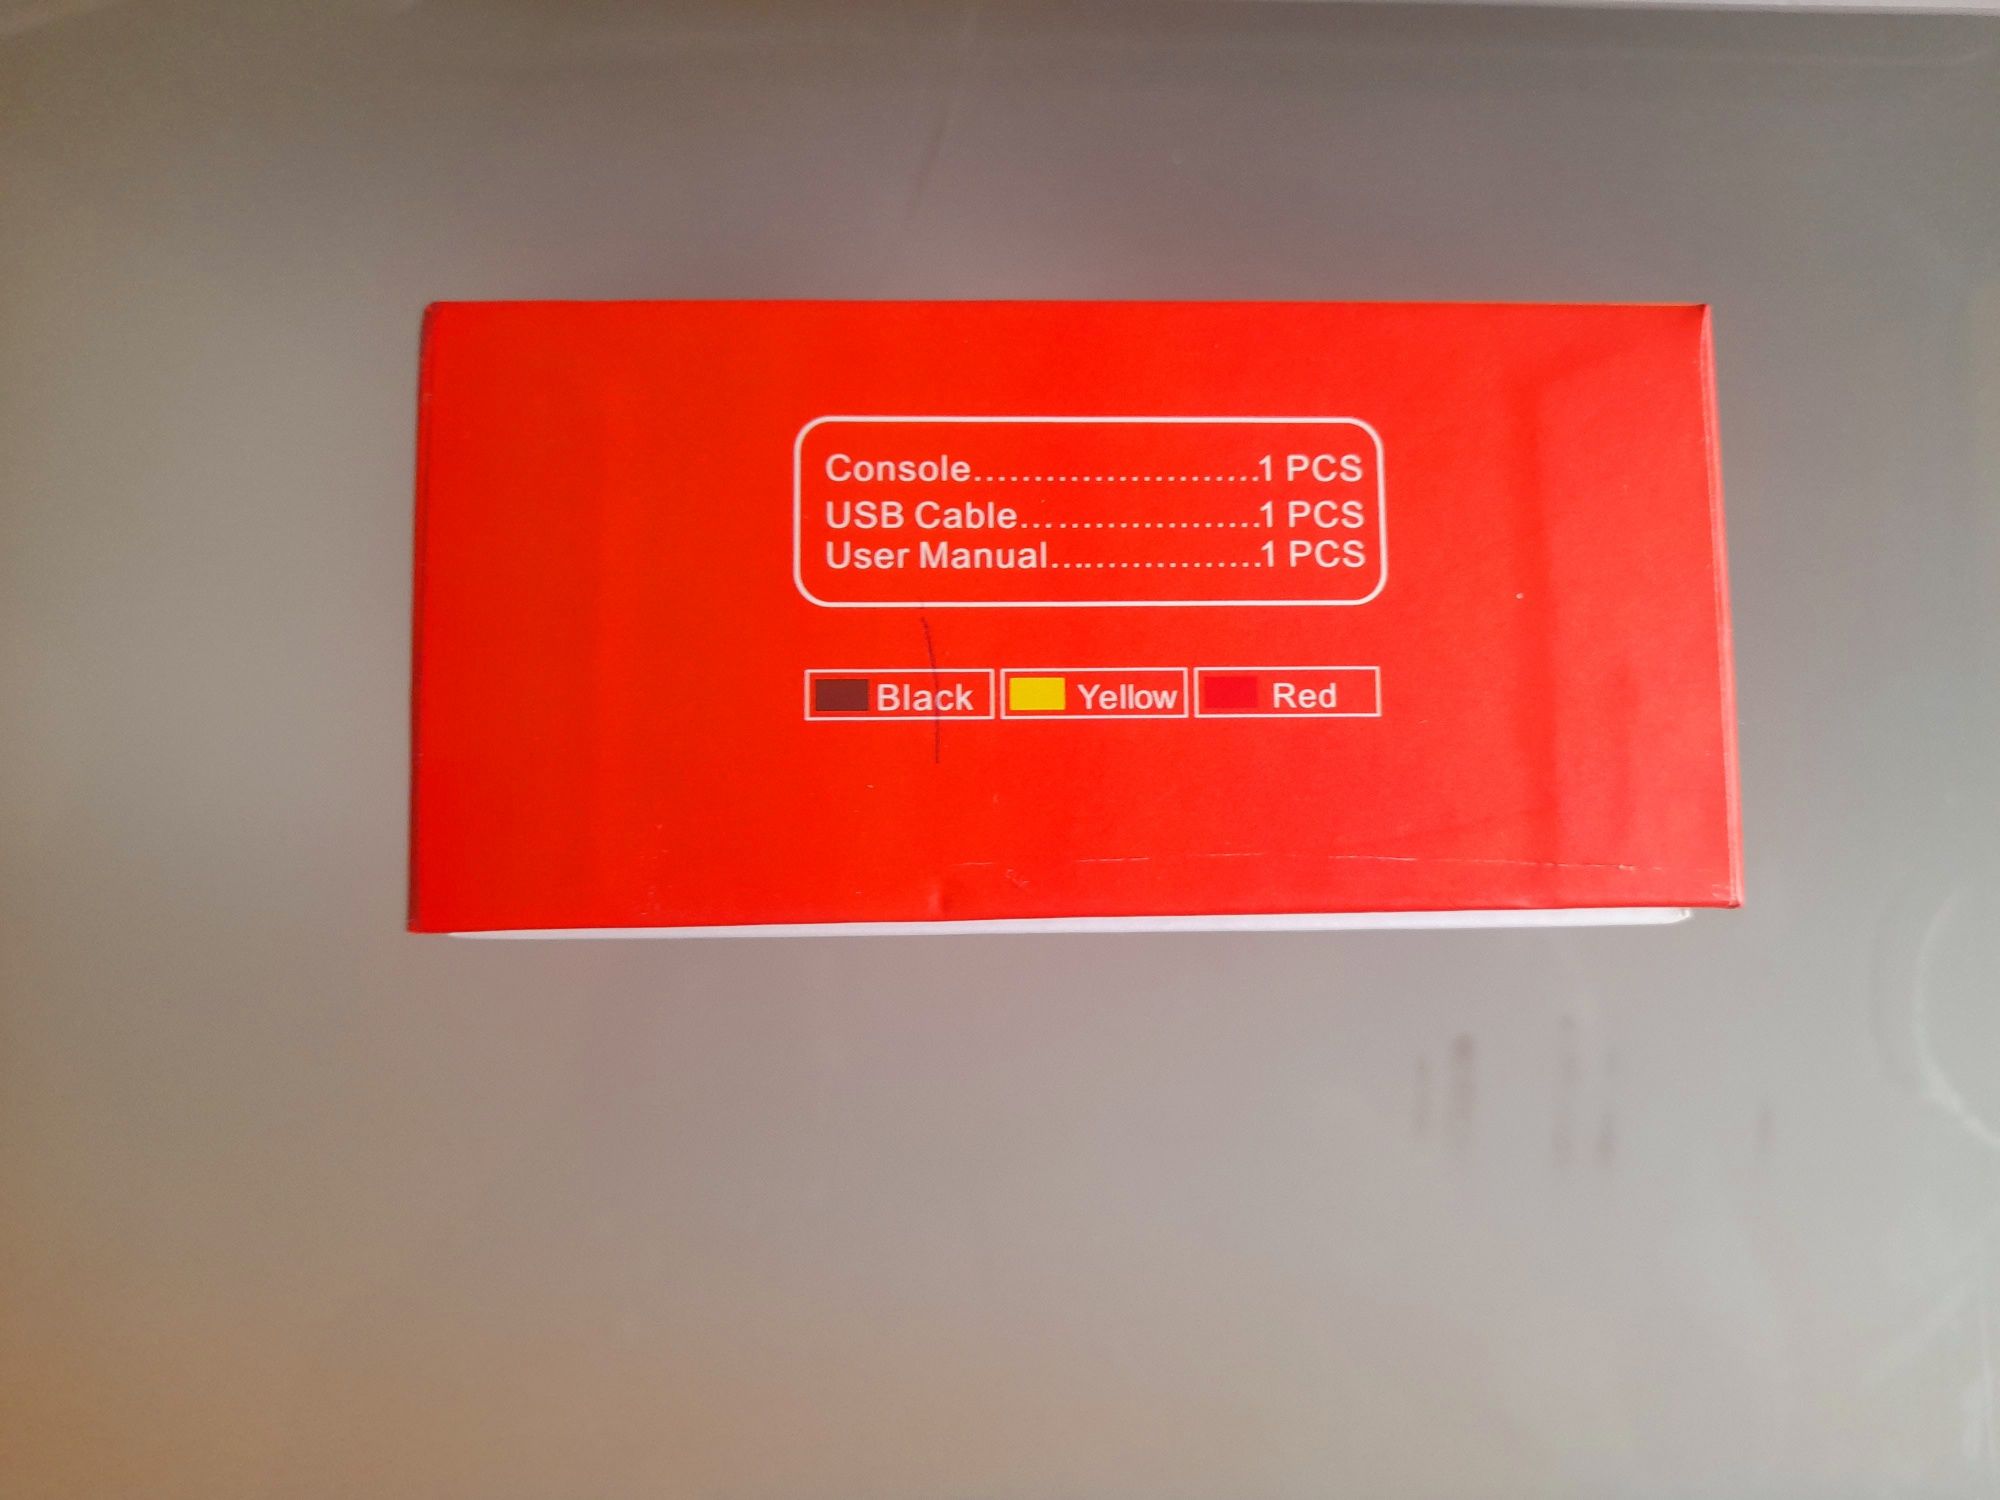 Console........................1 PCS
USB Cable....................1 PCS
User Manual..................1 PCS
Black Yellow Red